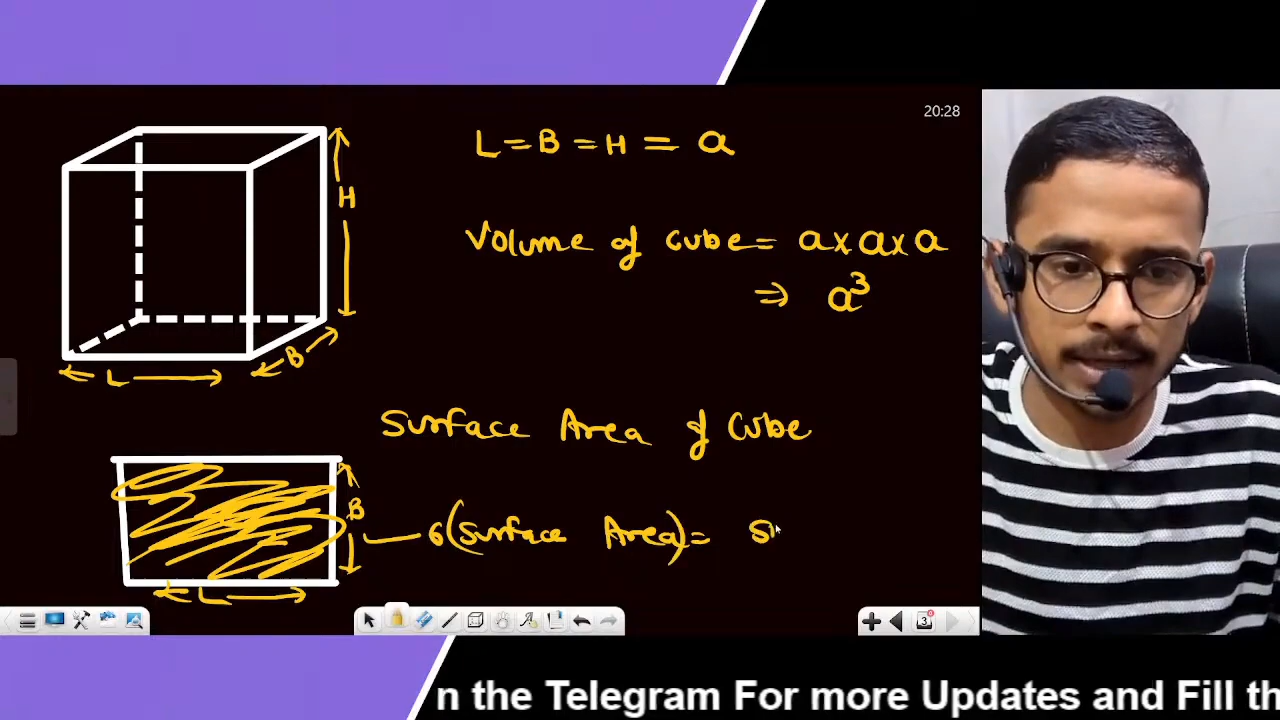 20:28
L = B = H = a
H
Volume of cube = a x a x a
⇒ a³
B
L
Surface Area of Cube
B
6(Surface Area) = S
L
3
n the Telegram For more Updates and Fill th